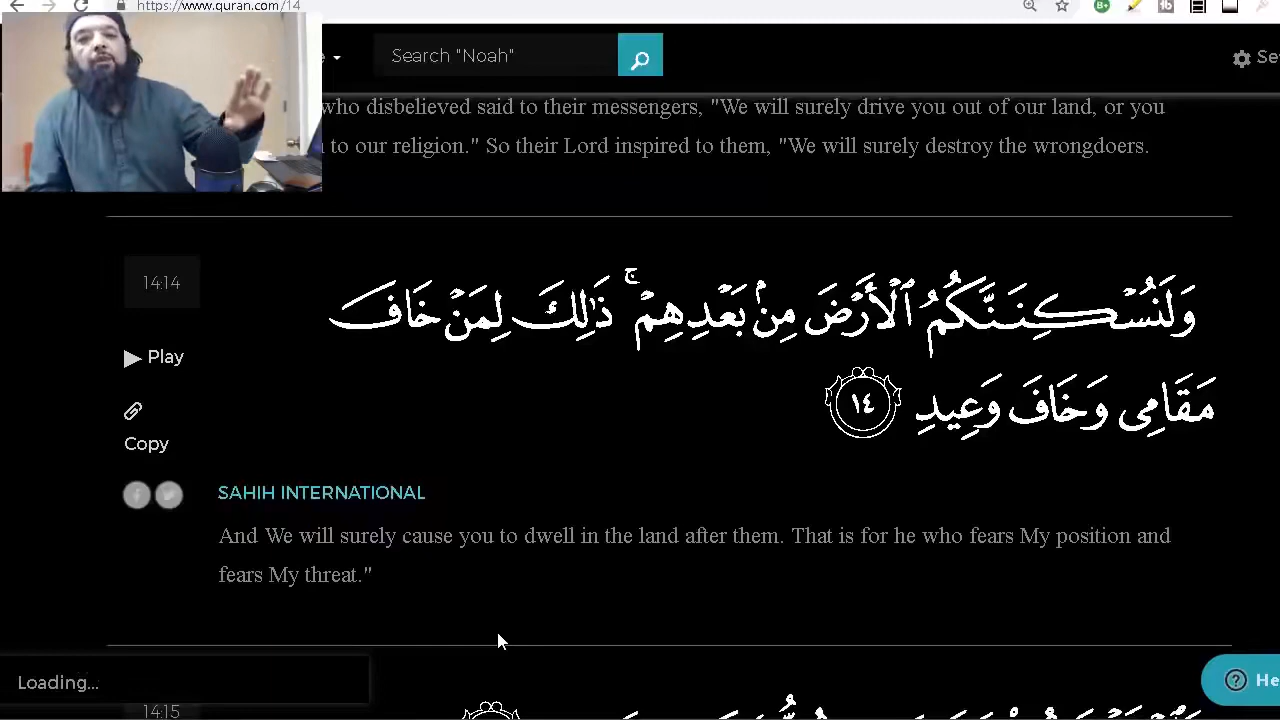 https://www.quran.com/14
Search "Noah"
who disbelieved said to their messengers, "We will surely drive you out of our land, or you
to our religion." So their Lord inspired to them, "We will surely destroy the wrongdoers.
14:14
وَلَنُسْكِنَنَّكُمُ ٱلْأَرْضَ مِنۢ بَعْدِهِمْ ۚ ذَٰلِكَ لِمَنْ خَافَ
مَقَامِى وَخَافَ وَعِيدِ ١٤
Play
Copy
SAHIH INTERNATIONAL
And We will surely cause you to dwell in the land after them. That is for he who fears My position and
fears My threat."
Loading...
14:15